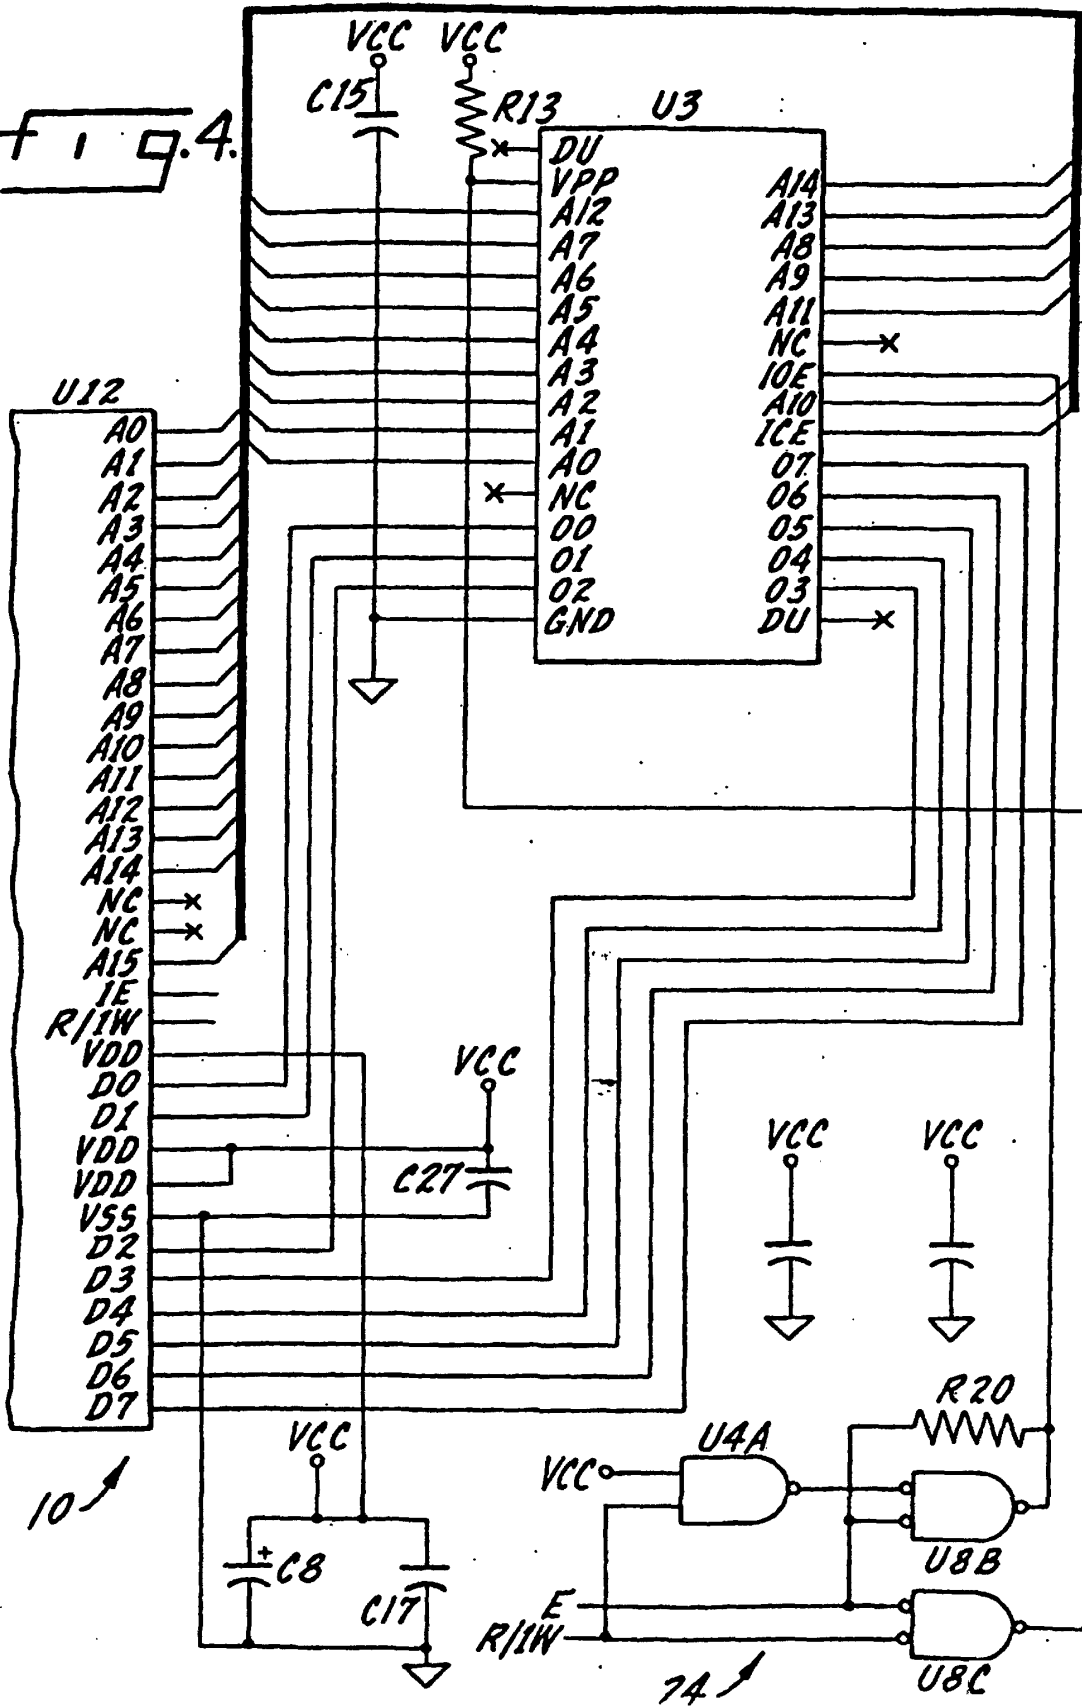 fig.4.
VCC VCC
C15
R13
U3
DU
VPP
A12
A7
A6
A5
A4
A3
A2
A1
A0
NC
O0
O1
O2
GND
A14
A13
A8
A9
A11
NC
IOE
A10
ICE
O7
O6
O5
O4
O3
DU
U12
A0
A1
A2
A3
A4
A5
A6
A7
A8
A9
A10
A11
A12
A13
A14
NC
NC
A15
IE
R/IW
VDD
D0
D1
VDD
VDD
VSS
D2
D3
D4
D5
D6
D7
VCC
C27
VCC VCC
10
VCC
+
C8
C17
R20
U4A
VCC
U8B
E
R/IW
U8C
74